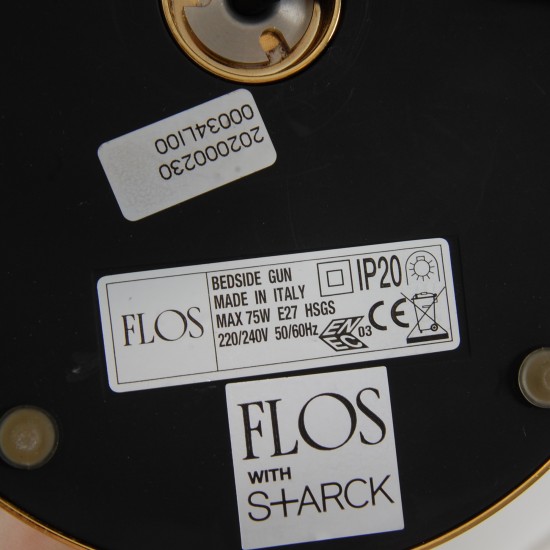 202000230
00034LI00
FLOS
BEDSIDE GUN
MADE IN ITALY
MAX 75W E27 HSGS
220/240V 50/60Hz
IP20
ENEC 03
CE
FLOS
WITH
S+ARCK